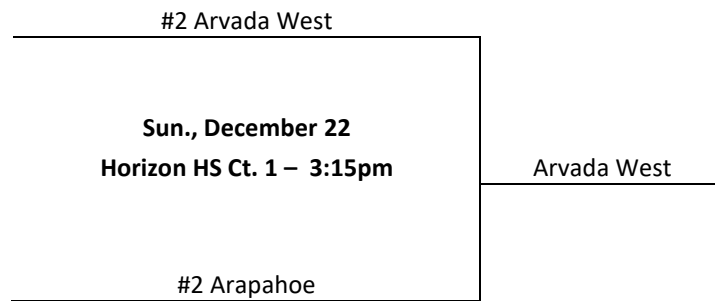 #2 Arvada West
Sun., December 22
Horizon HS Ct. 1 – 3:15pm
Arvada West
#2 Arapahoe